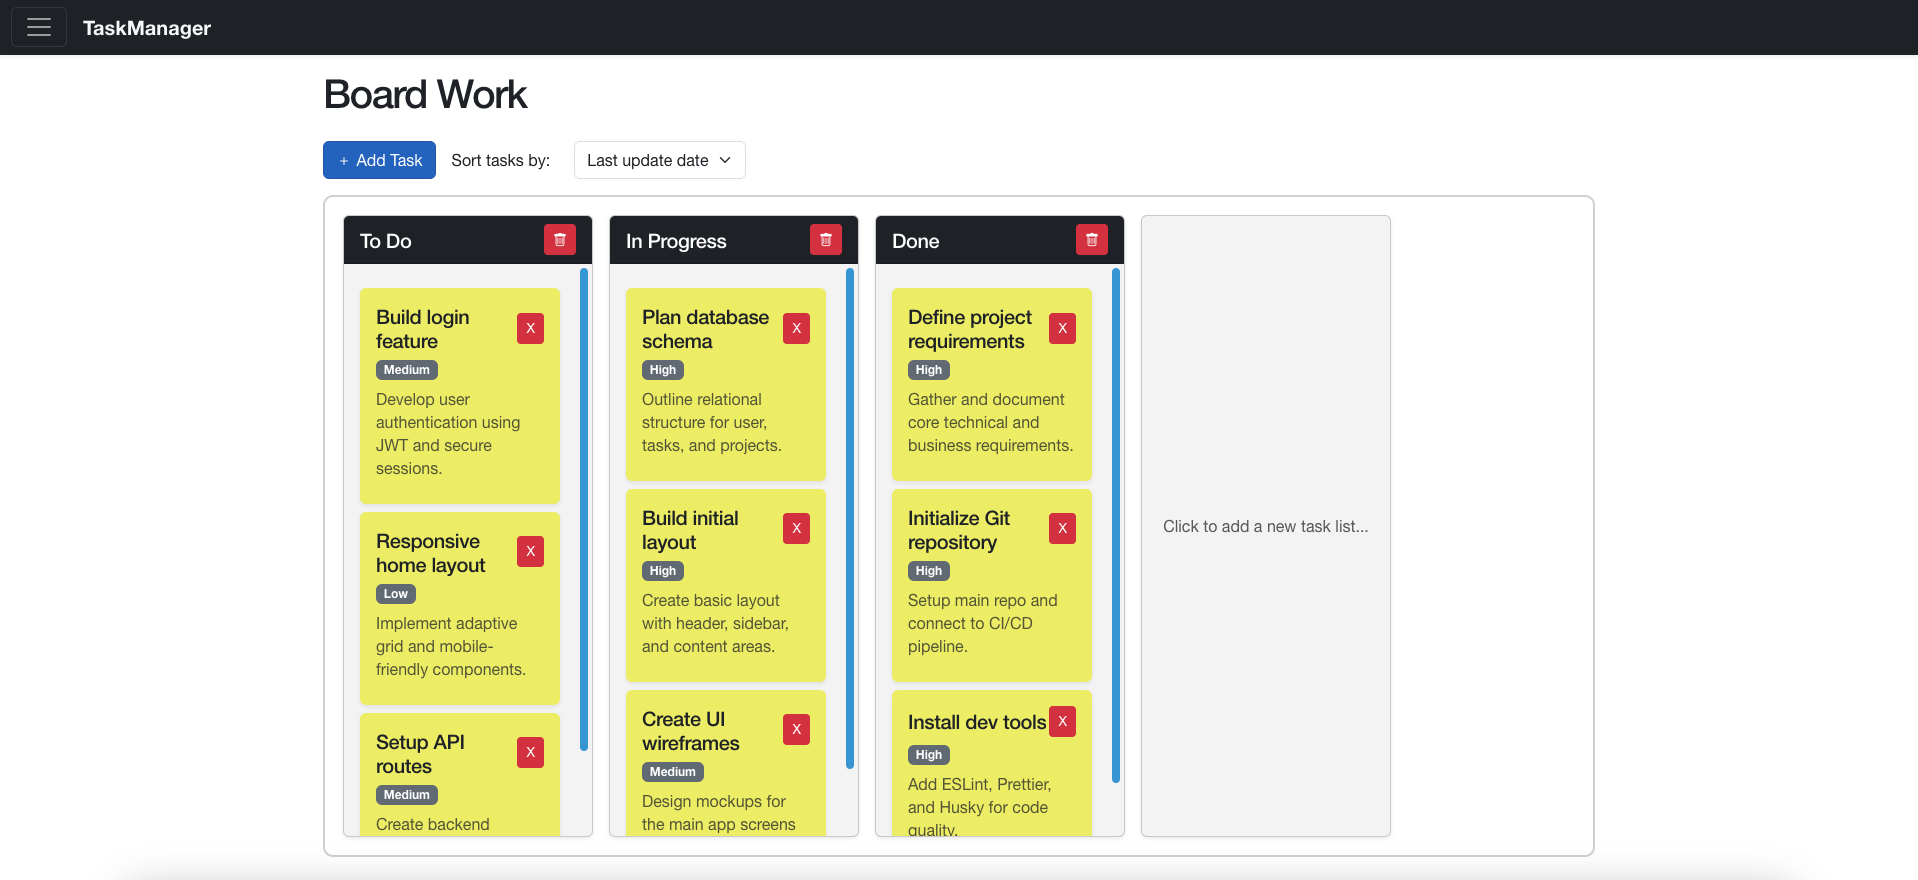 TaskManager
Board Work
+ Add Task
Sort tasks by:
Last update date
To Do
Build login
feature
X
Medium
Develop user
authentication using
JWT and secure
sessions.
Responsive
home layout
X
Low
Implement adaptive
grid and mobile-
friendly components.
Setup API
routes
X
Medium
Create backend
In Progress
Plan database
schema
X
High
Outline relational
structure for user,
tasks, and projects.
Build initial
layout
X
High
Create basic layout
with header, sidebar,
and content areas.
Create UI
wireframes
X
Medium
Design mockups for
the main app screens
Done
Define project
requirements
X
High
Gather and document
core technical and
business requirements.
Initialize Git
repository
X
High
Setup main repo and
connect to CI/CD
pipeline.
Install dev tools
X
High
Add ESLint, Prettier,
and Husky for code
quality.
Click to add a new task list...